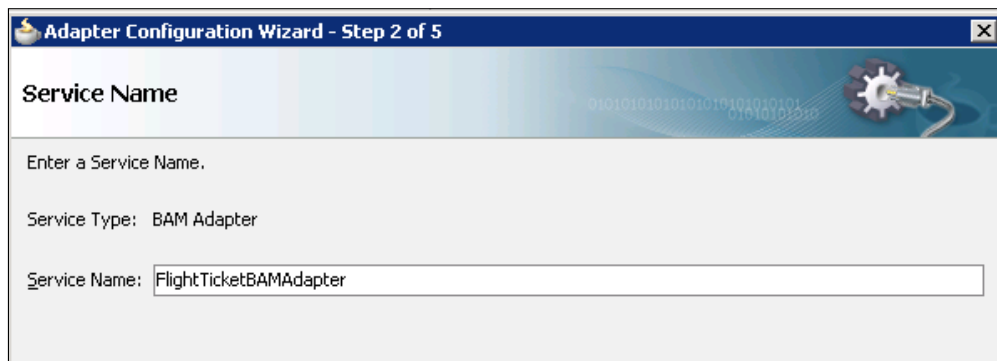 Adapter Configuration Wizard - Step 2 of 5
Service Name
Enter a Service Name.
Service Type: BAM Adapter
Service Name: FlightTicketBAMAdapter